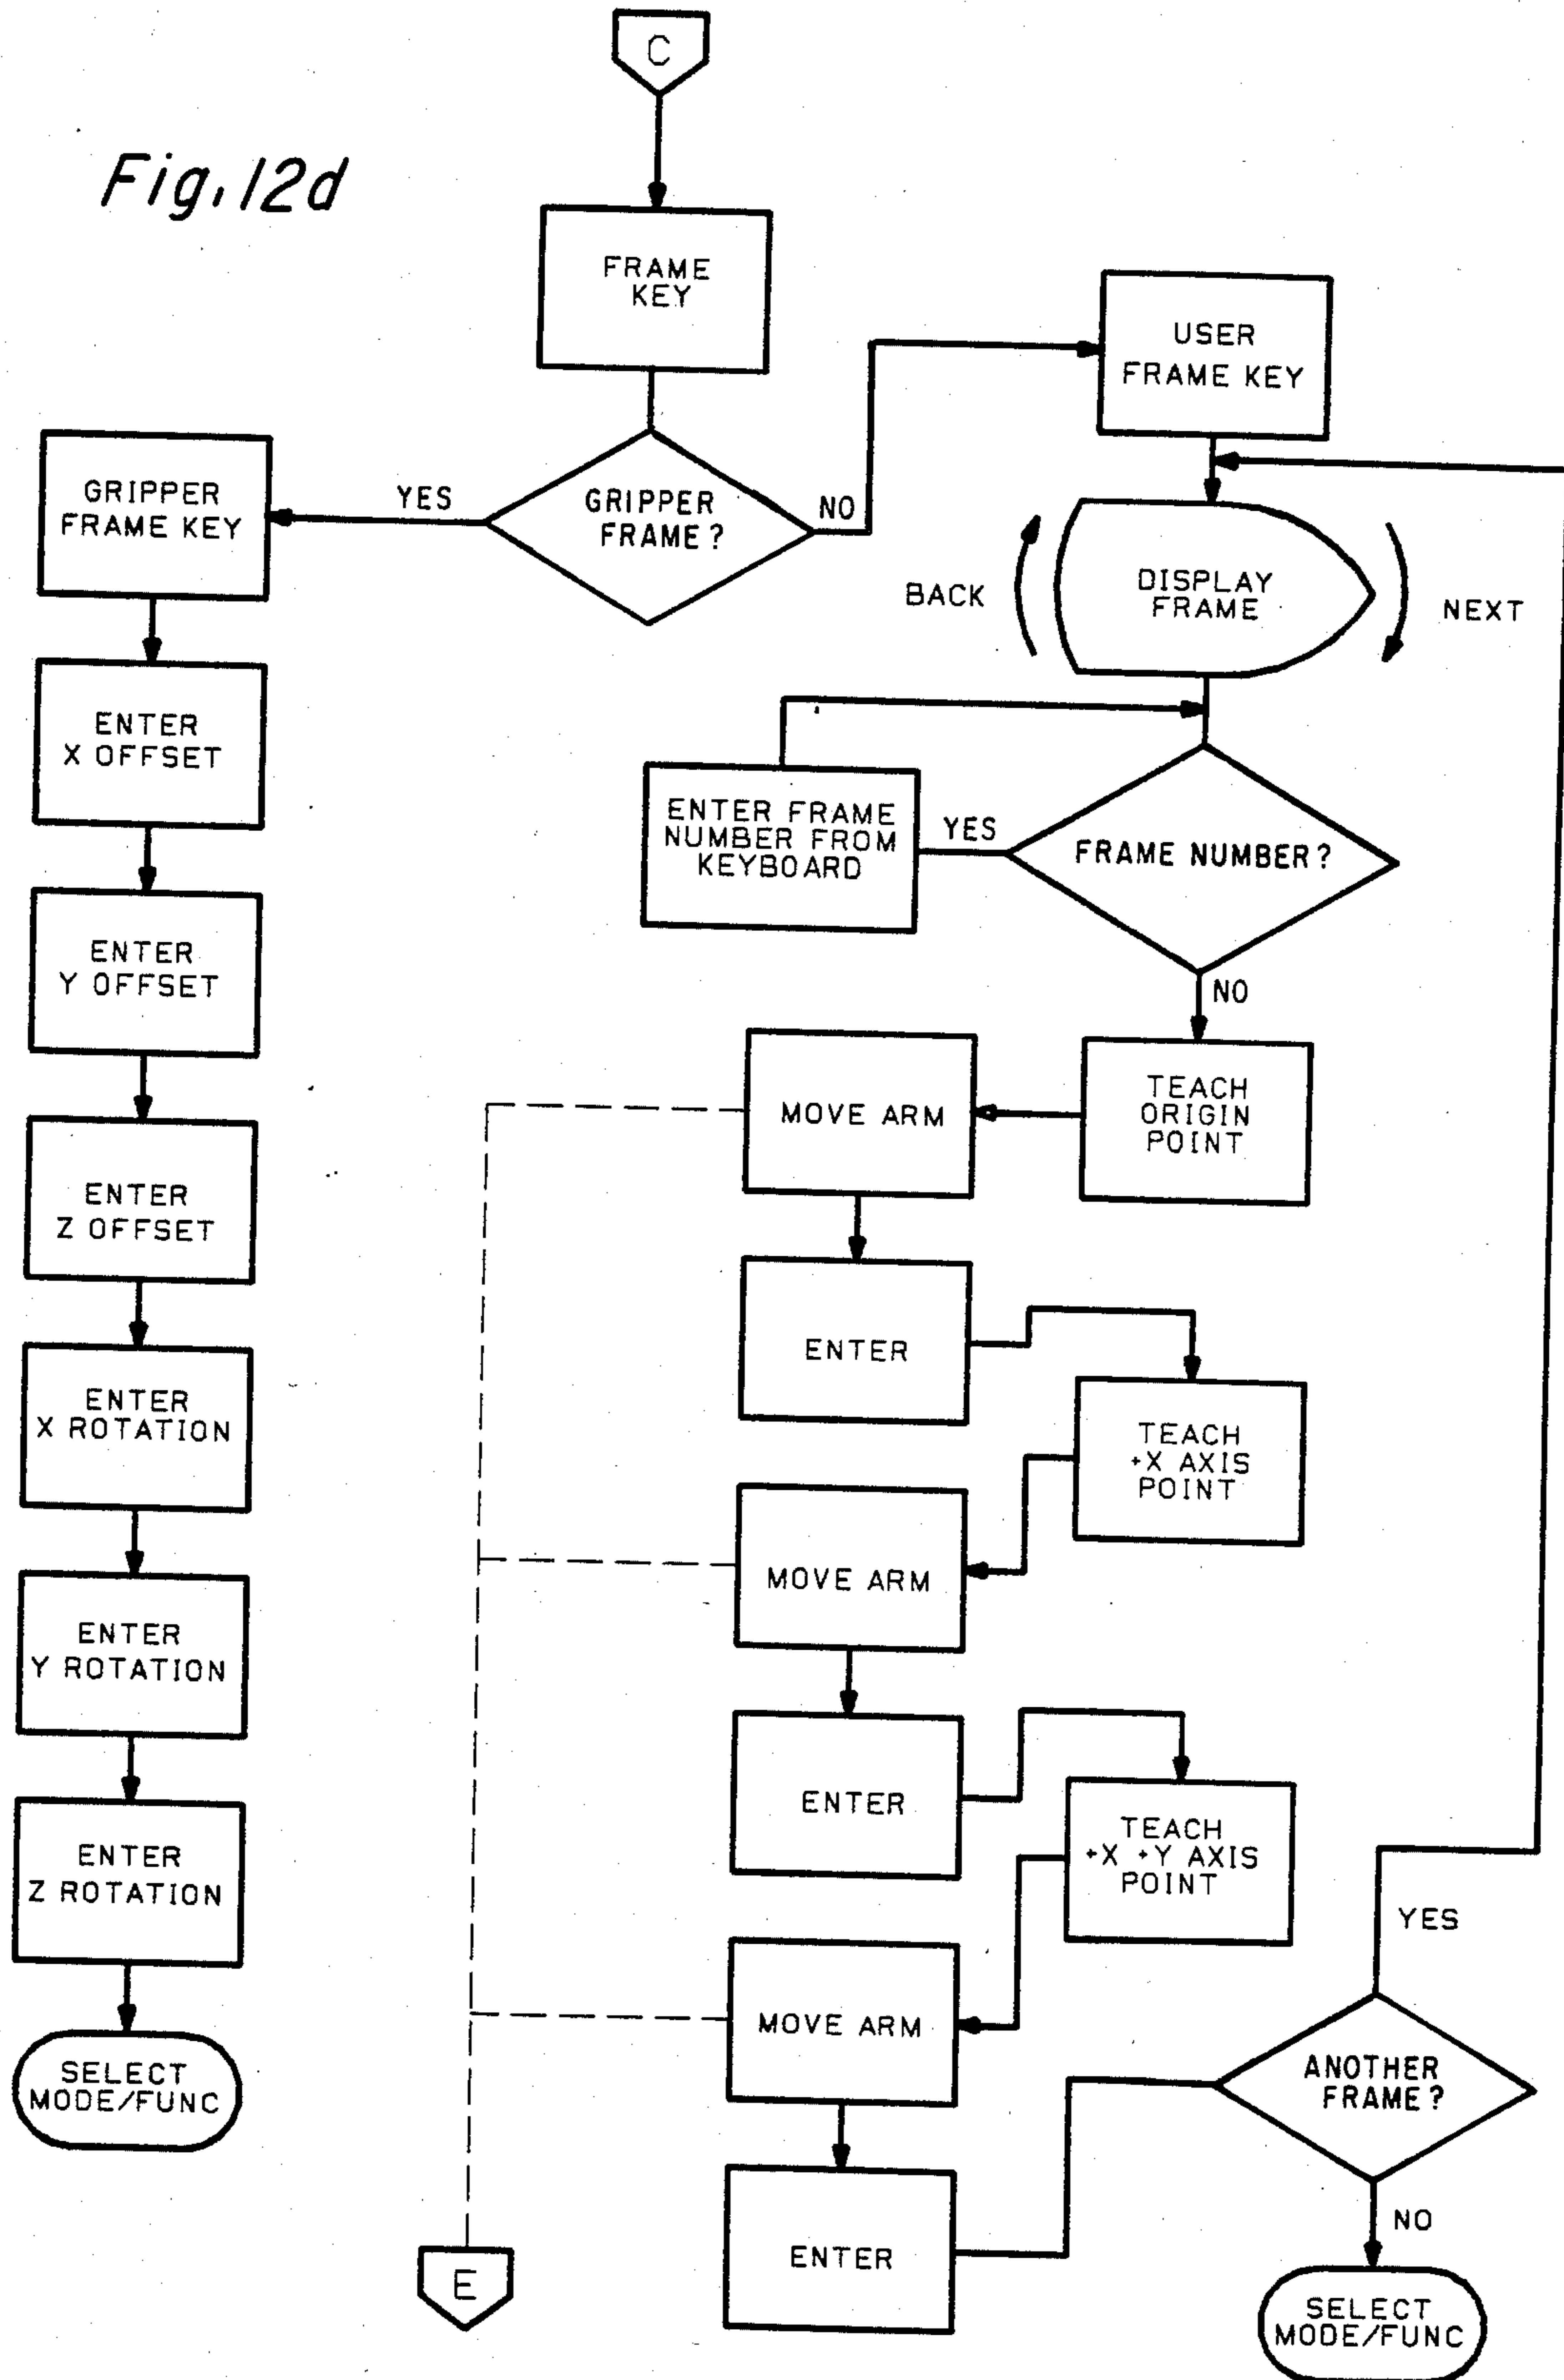 C
Fig. 12d
FRAME
KEY
USER
FRAME KEY
GRIPPER
FRAME KEY
YES
GRIPPER
FRAME?
NO
BACK
DISPLAY
FRAME
NEXT
ENTER
X OFFSET
ENTER FRAME
NUMBER FROM
KEYBOARD
YES
FRAME NUMBER?
NO
ENTER
Y OFFSET
MOVE ARM
TEACH
ORIGIN
POINT
ENTER
Z OFFSET
ENTER
TEACH
+X AXIS
POINT
ENTER
X ROTATION
MOVE ARM
ENTER
Y ROTATION
ENTER
TEACH
+X +Y AXIS
POINT
ENTER
Z ROTATION
YES
MOVE ARM
SELECT
MODE/FUNC
ANOTHER
FRAME?
NO
ENTER
E
SELECT
MODE/FUNC